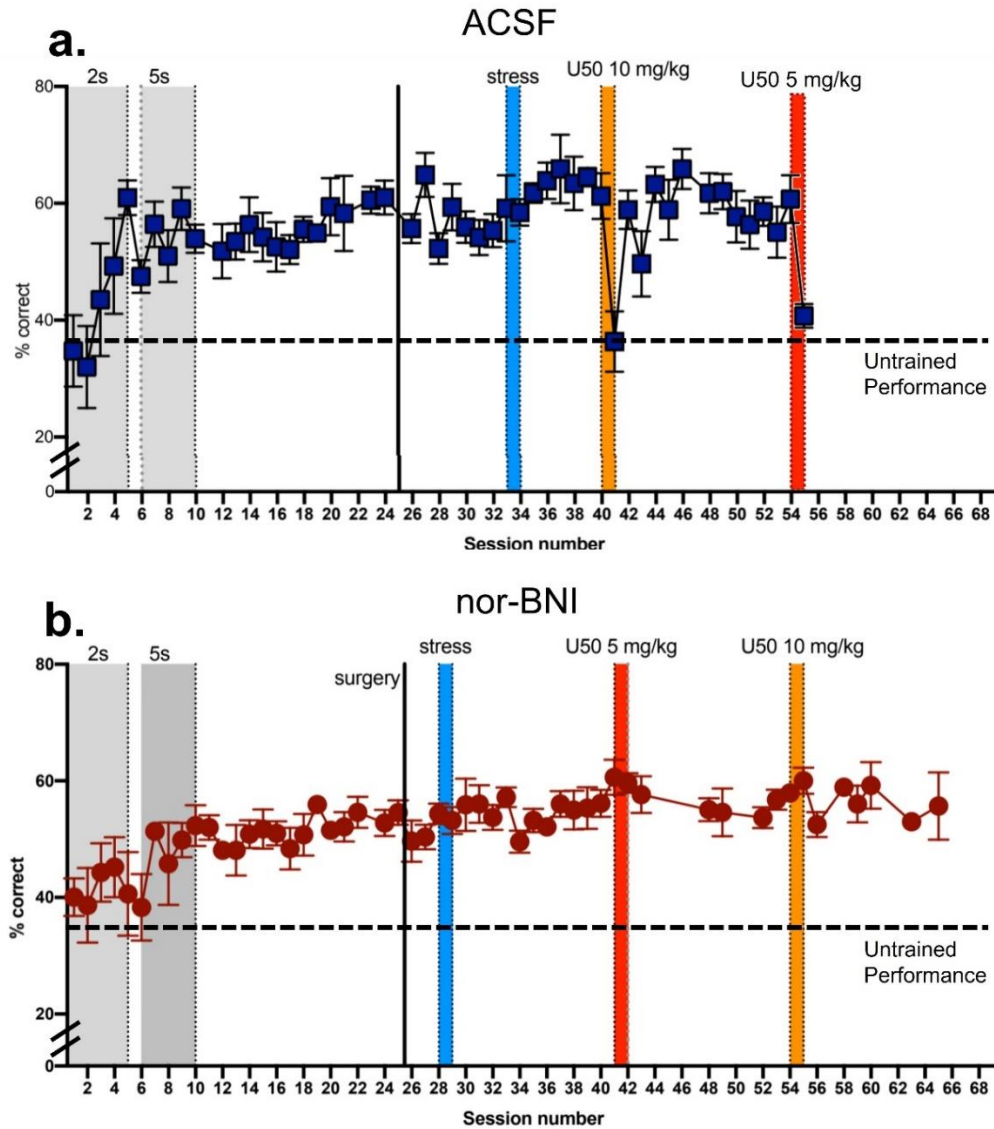 ACSF
a.
2s 5s stress U50 10 mg/kg U50 5 mg/kg
80
60
40
20
0
% correct
Untrained
Performance
2 4 6 8 10 12 14 16 18 20 22 24 26 28 30 32 34 36 38 40 42 44 46 48 50 52 54 56 58 60 62 64 66 68
Session number
nor-BNI
b.
2s 5s surgery stress U50 5 mg/kg U50 10 mg/kg
80
60
40
20
0
% correct
Untrained
Performance
2 4 6 8 10 12 14 16 18 20 22 24 26 28 30 32 34 36 38 40 42 44 46 48 50 52 54 56 58 60 62 64 66 68
Session number